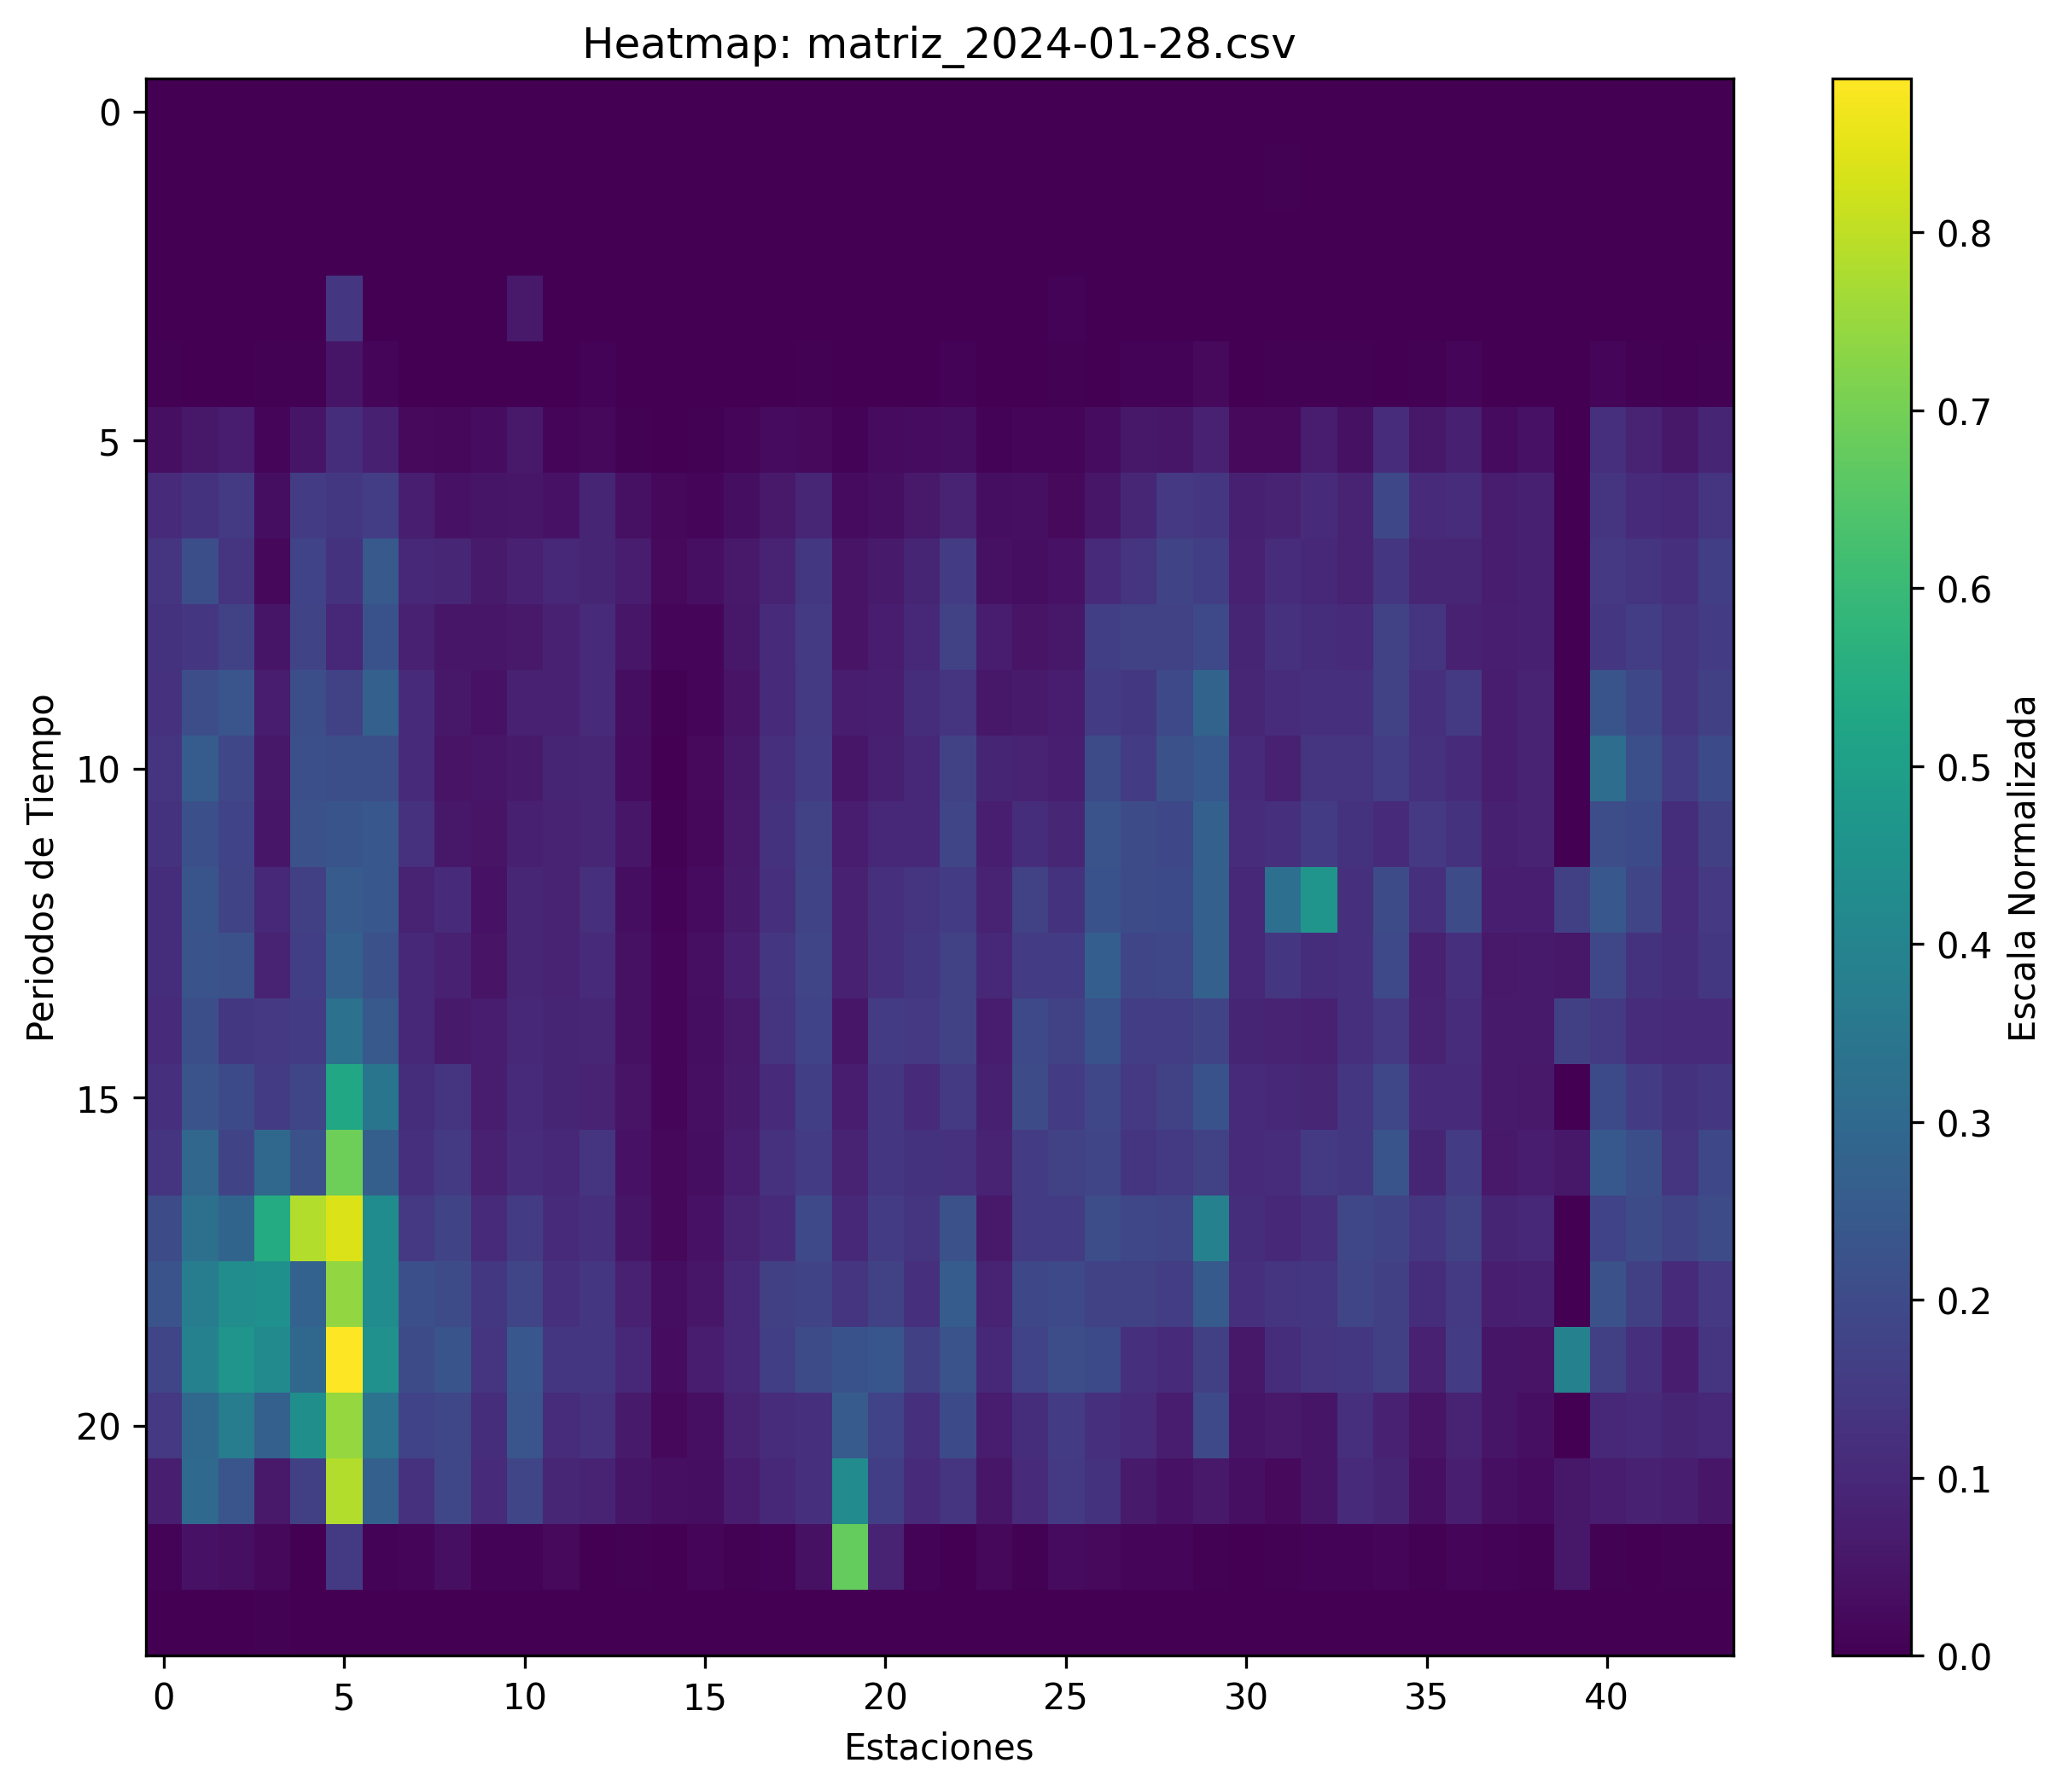 Heatmap: matriz_2024-01-28.csv
Periodos de Tiempo
0
5
10
15
20
0 5 10 15 20 25 30 35 40
Estaciones
0.8
0.7
0.6
0.5
0.4
0.3
0.2
0.1
0.0
Escala Normalizada